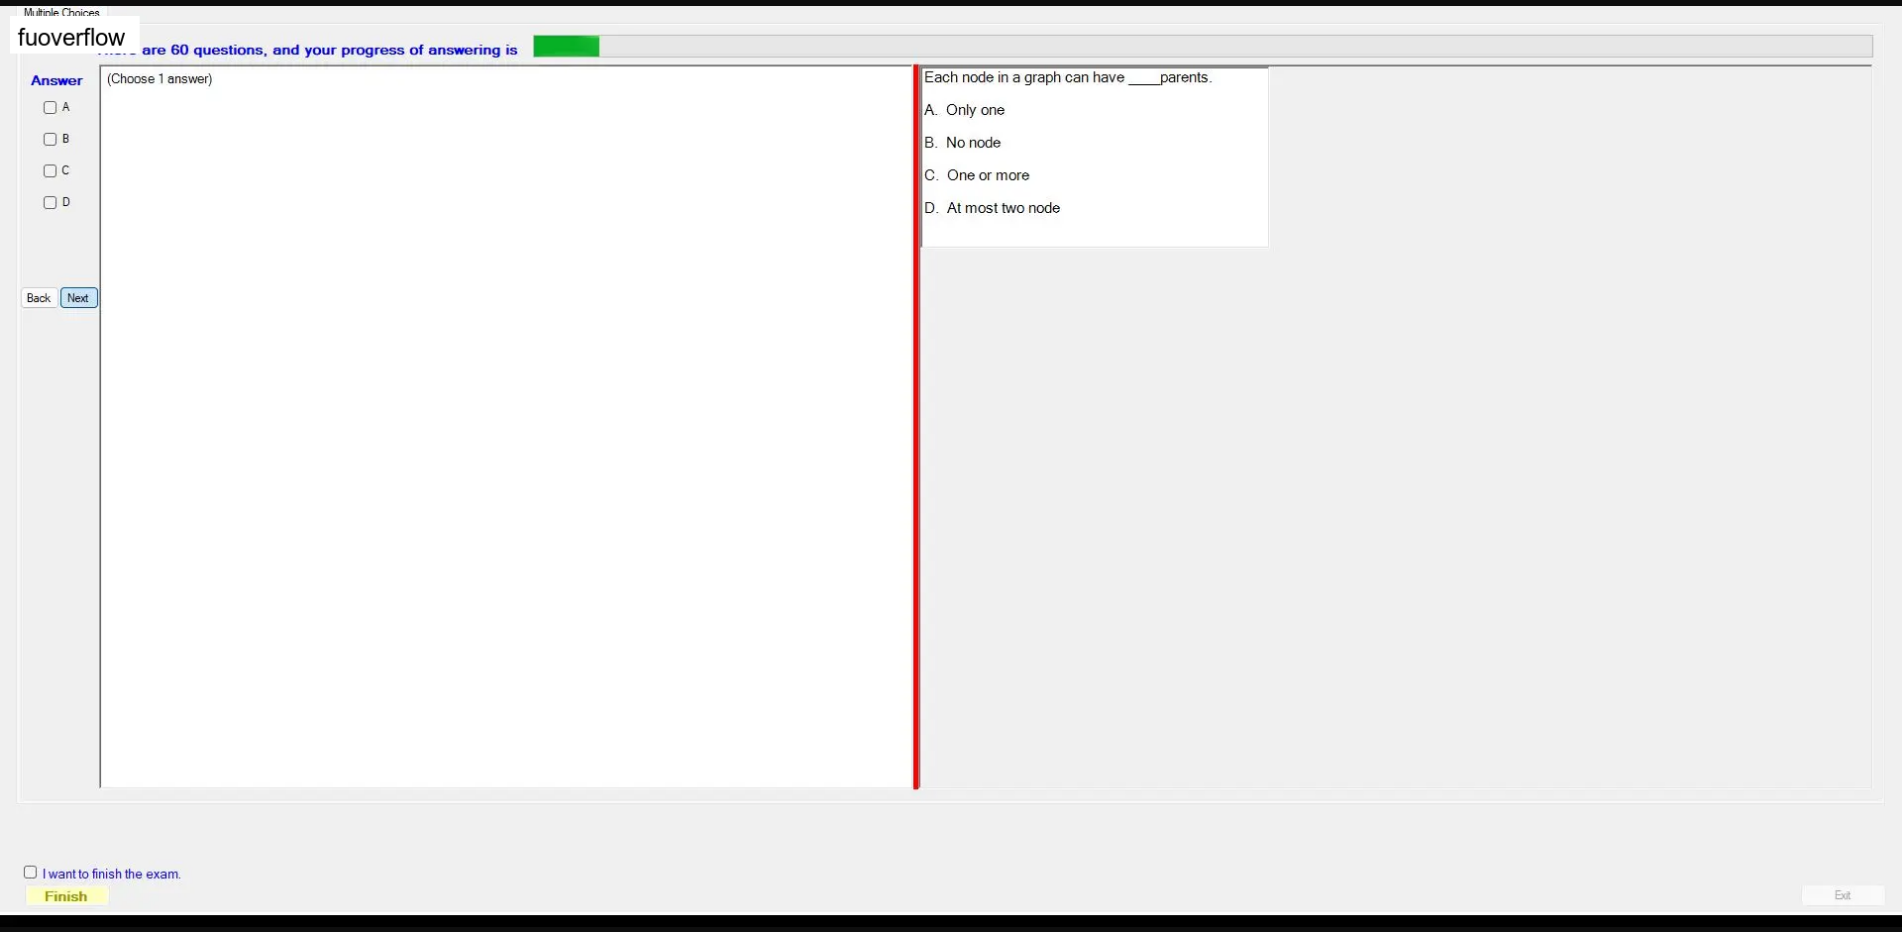 Multiple Choices
fuoverflow
are 60 questions, and your progress of answering is
Answer
A
B
C
D
Back Next
(Choose 1 answer)
Each node in a graph can have ____parents.
A. Only one
B. No node
C. One or more
D. At most two node
I want to finish the exam.
Finish
Exit